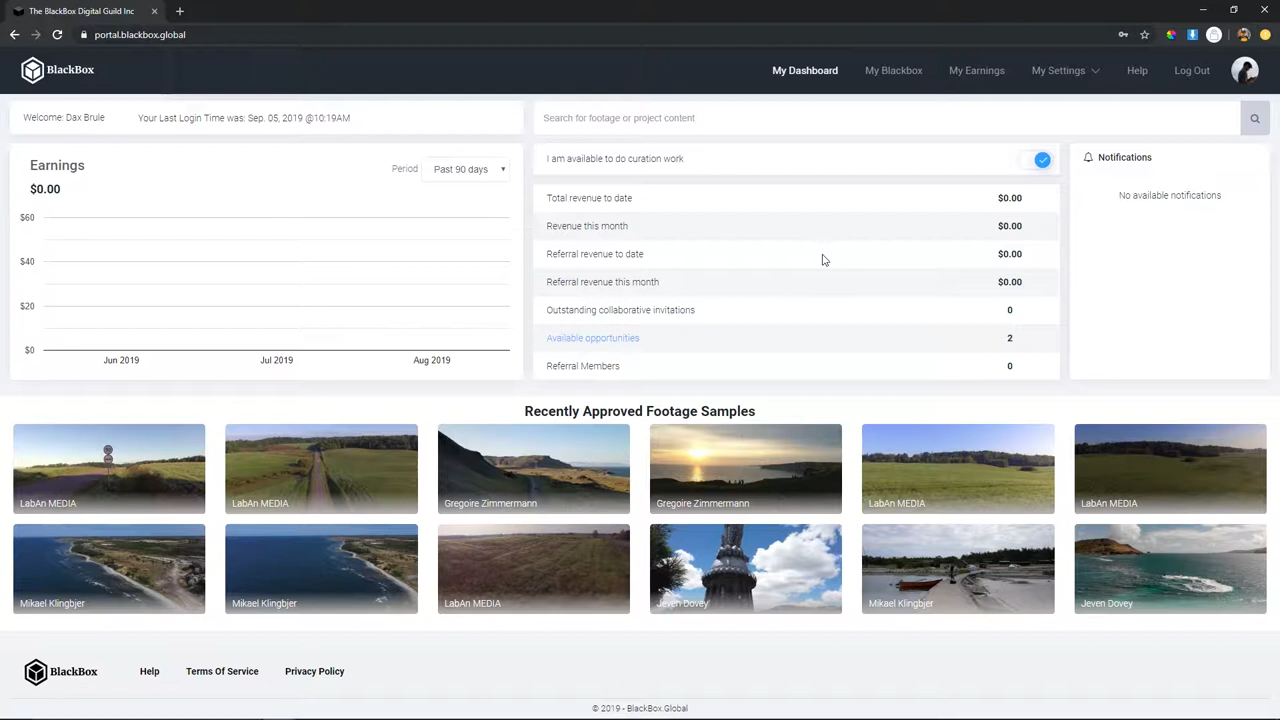 The BlackBox Digital Guild Inc
portal.blackbox.global
BlackBox
My Dashboard
My Blackbox
My Earnings
My Settings
Help
Log Out
Welcome: Dax Brule
Your Last Login Time was: Sep. 05, 2019 @10:19AM
Search for footage or project content
Earnings
$0.00
Period
Past 90 days
$60
$40
$20
$0
Jun 2019
Jul 2019
Aug 2019
I am available to do curation work
Total revenue to date $0.00
Revenue this month $0.00
Referral revenue to date $0.00
Referral revenue this month $0.00
Outstanding collaborative invitations 0
Available opportunities 2
Referral Members 0
Notifications
No available notifications
Recently Approved Footage Samples
LabAn MEDIA
LabAn MEDIA
Gregoire Zimmermann
Gregoire Zimmermann
LabAn MEDIA
LabAn MEDIA
Mikael Klingbjer
Mikael Klingbjer
LabAn MEDIA
Jeven Dovey
Mikael Klingbjer
Jeven Dovey
BlackBox
Help
Terms Of Service
Privacy Policy
© 2019 - BlackBox.Global